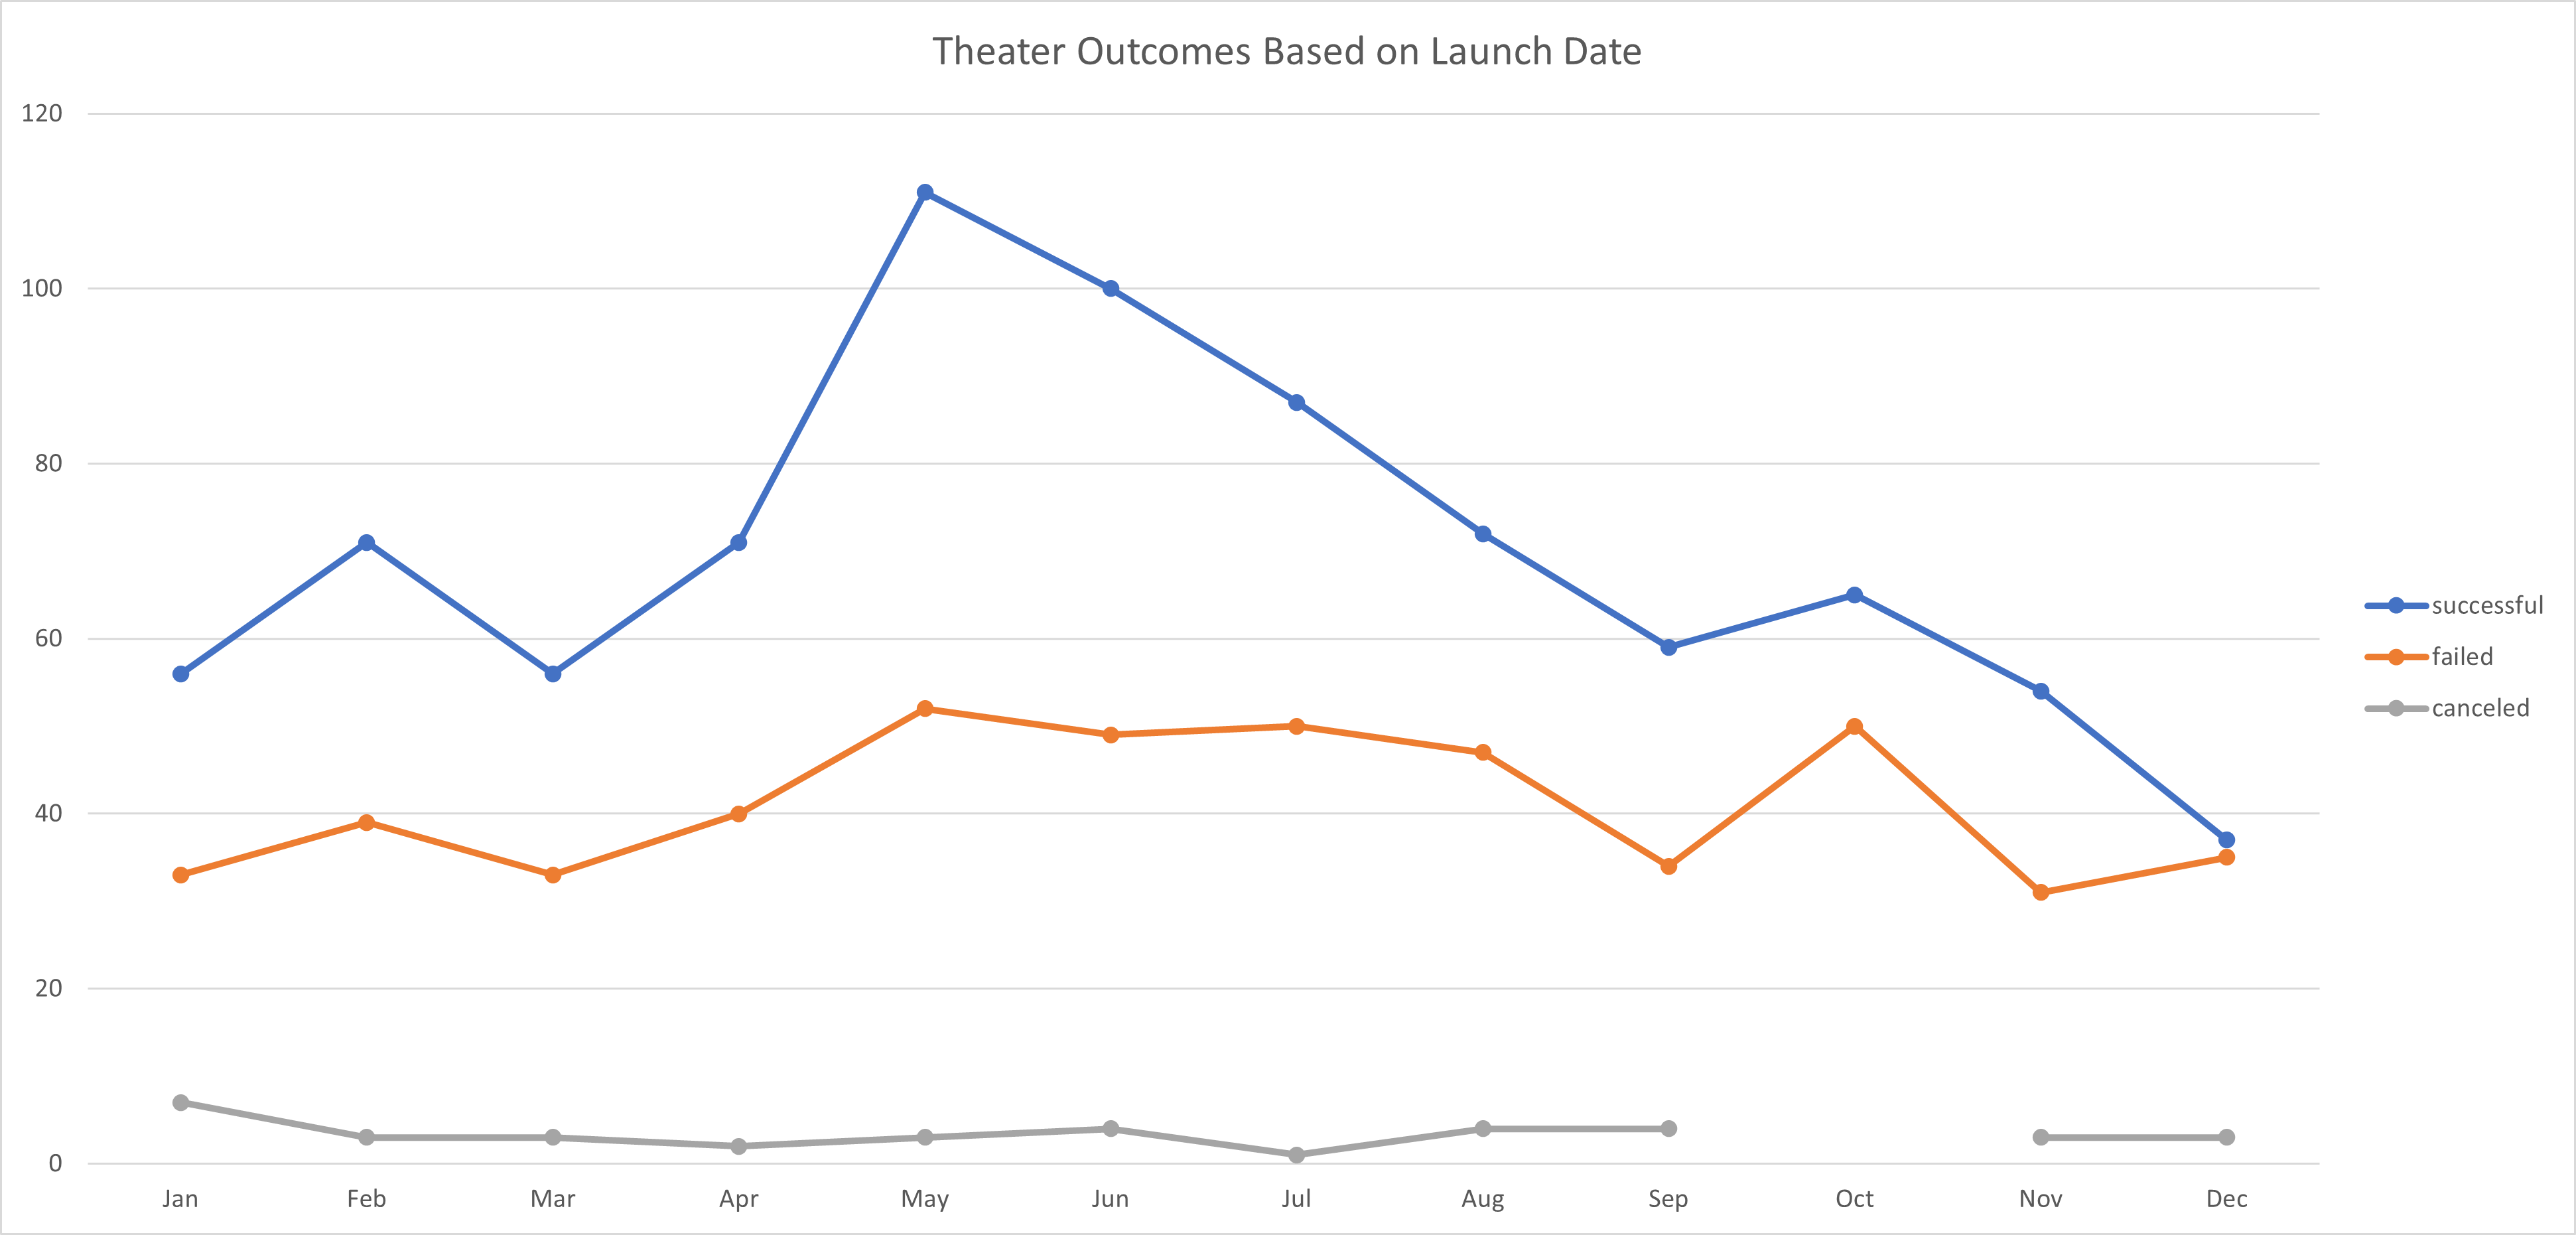 Theater Outcomes Based on Launch Date
120
100
80
60
40
20
0
Jan Feb Mar Apr May Jun Jul Aug Sep Oct Nov Dec
successful
failed
canceled